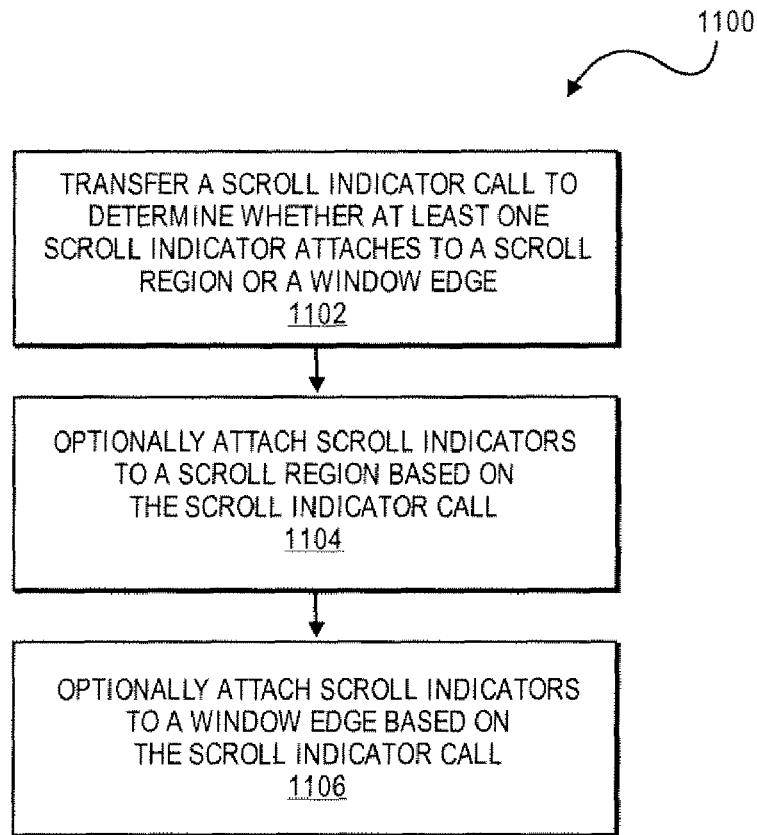 1100
TRANSFER A SCROLL INDICATOR CALL TO
DETERMINE WHETHER AT LEAST ONE
SCROLL INDICATOR ATTACHES TO A SCROLL
REGION OR A WINDOW EDGE
1102
OPTIONALLY ATTACH SCROLL INDICATORS
TO A SCROLL REGION BASED ON
THE SCROLL INDICATOR CALL
1104
OPTIONALLY ATTACH SCROLL INDICATORS
TO A WINDOW EDGE BASED ON
THE SCROLL INDICATOR CALL
1106